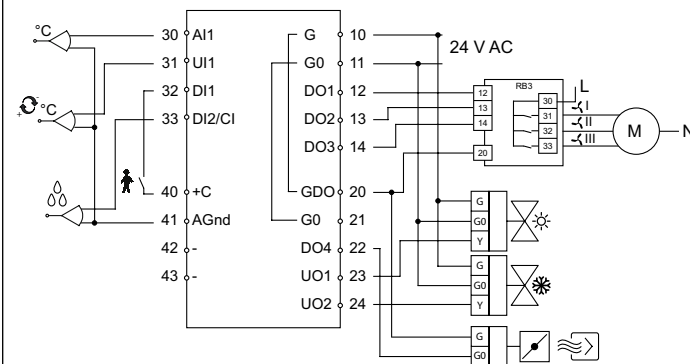 °C
30 AI1
G 10
24 V AC
31 UI1
G0 11
32 DI1
DO1 12
33 DI2/CI
DO2 13
DO3 14
+ - °C
40 +C
GDO 20
41 AGnd
G0 21
42 -
DO4 22
43 -
UO1 23
UO2 24
RB3
12
13
14
20
30 L
31 I
32 II
33 III
M N
G
G0
Y
G
G0
Y
G
G0